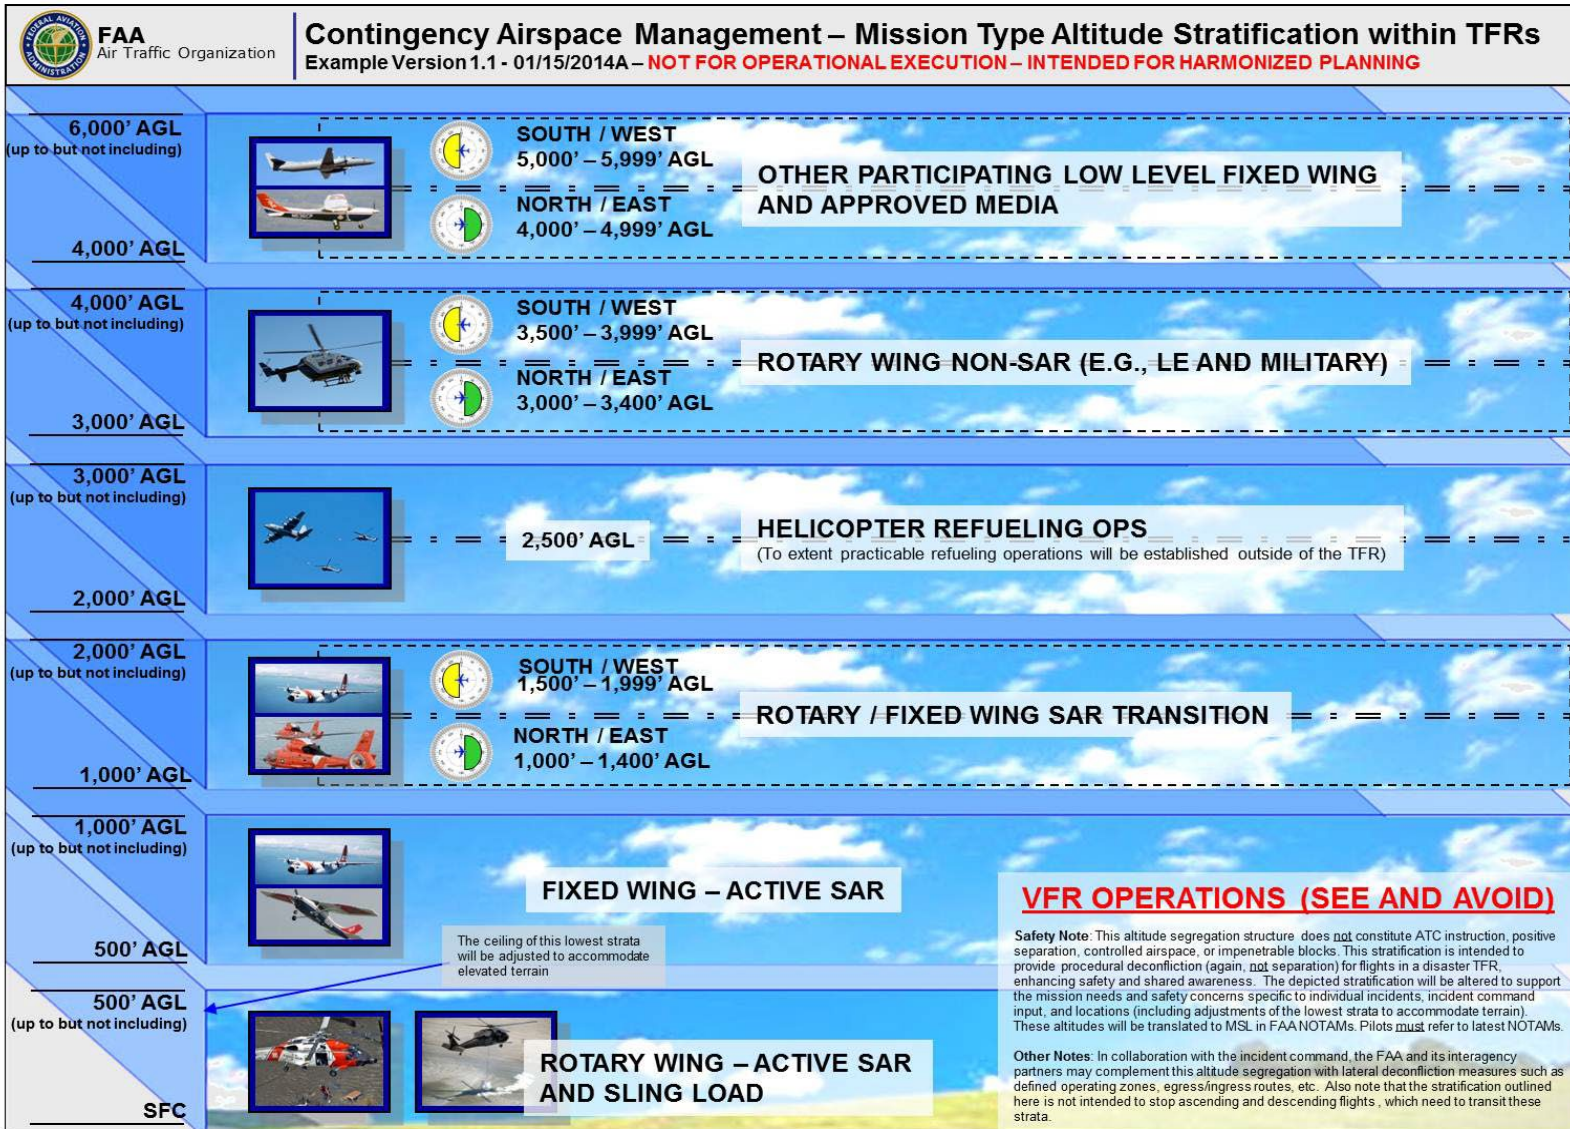 FAA
Air Traffic Organization
Contingency Airspace Management – Mission Type Altitude Stratification within TFRs
Example Version 1.1 - 01/15/2014A – NOT FOR OPERATIONAL EXECUTION – INTENDED FOR HARMONIZED PLANNING
6,000’ AGL
(up to but not including)
4,000’ AGL
SOUTH / WEST
5,000’ – 5,999’ AGL
NORTH / EAST
4,000’ – 4,999’ AGL
OTHER PARTICIPATING LOW LEVEL FIXED WING
AND APPROVED MEDIA
4,000’ AGL
(up to but not including)
3,000’ AGL
SOUTH / WEST
3,500’ – 3,999’ AGL
NORTH / EAST
3,000’ – 3,400’ AGL
ROTARY WING NON-SAR (E.G., LE AND MILITARY)
3,000’ AGL
(up to but not including)
2,000’ AGL
2,500’ AGL
HELICOPTER REFUELING OPS
(To extent practicable refueling operations will be established outside of the TFR)
2,000’ AGL
(up to but not including)
1,000’ AGL
SOUTH / WEST
1,500’ – 1,999’ AGL
NORTH / EAST
1,000’ – 1,400’ AGL
ROTARY / FIXED WING SAR TRANSITION
1,000’ AGL
(up to but not including)
500’ AGL
FIXED WING – ACTIVE SAR
The ceiling of this lowest strata
will be adjusted to accommodate
elevated terrain
500’ AGL
(up to but not including)
SFC
ROTARY WING – ACTIVE SAR
AND SLING LOAD
VFR OPERATIONS (SEE AND AVOID)
Safety Note: This altitude segregation structure does not constitute ATC instruction, positive
separation, controlled airspace, or impenetrable blocks. This stratification is intended to
provide procedural deconfliction (again, not separation) for flights in a disaster TFR,
enhancing safety and shared awareness. The depicted stratification will be altered to support
the mission needs and safety concerns specific to individual incidents, incident command
input, and locations (including adjustments of the lowest strata to accommodate terrain).
These altitudes will be translated to MSL in FAA NOTAMs. Pilots must refer to latest NOTAMs.
Other Notes: In collaboration with the incident command, the FAA and its interagency
partners may complement this altitude segregation with lateral deconfliction measures such as
defined operating zones, egress/ingress routes, etc. Also note that the stratification outlined
here is not intended to stop ascending and descending flights , which need to transit these
strata.